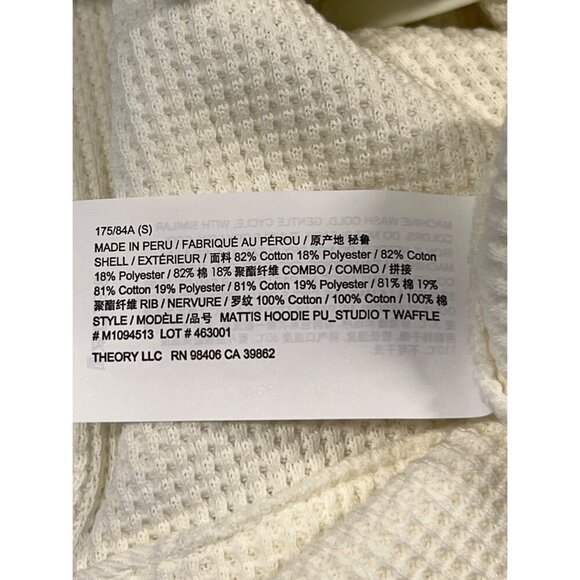 175/84A (S)
MADE IN PERU / FABRIQUÉ AU PÉROU / 原产地 秘鲁
SHELL / EXTÉRIEUR / 面料 82% Cotton 18% Polyester / 82% Coton
18% Polyester / 82% 棉 18% 聚酯纤维 COMBO / COMBO / 拼接
81% Cotton 19% Polyester / 81% Coton 19% Polyester / 81% 棉 19%
聚酯纤维 RIB / NERVURE / 罗纹 100% Cotton / 100% Coton / 100% 棉
STYLE / MODÈLE / 品号 MATTIS HOODIE PU_STUDIO T WAFFLE
# M1094513 LOT # 463001
THEORY LLC RN 98406 CA 39862